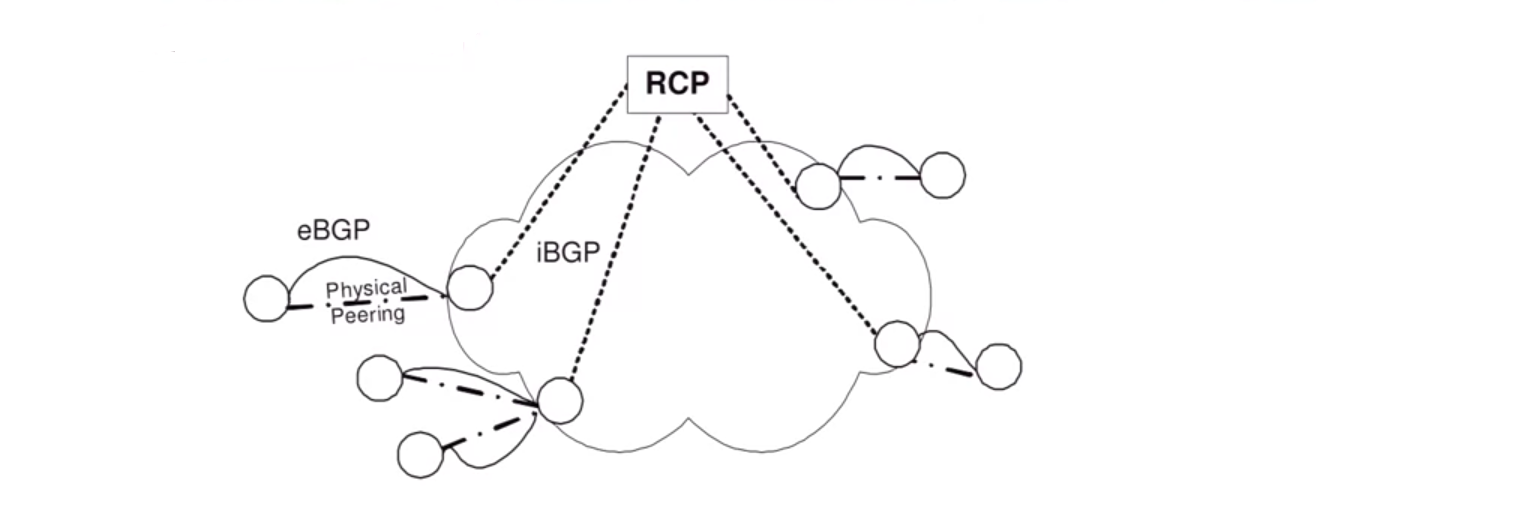 RCP
eBGP
iBGP
Physical
Peering